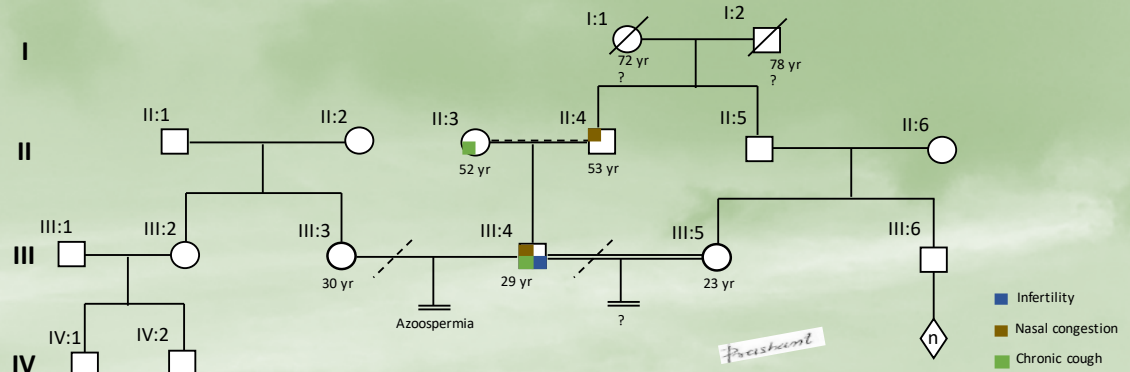 I:1
I:2
I
72 yr
?
78 yr
?
II:1
II:2
II:3
II:4
II:5
II:6
II
52 yr
53 yr
III:1
III:2
III:3
III:4
III:5
III:6
III
30 yr
29 yr
23 yr
Azoospermia
?
n
Infertility
Nasal congestion
Chronic cough
Prashant
IV:1
IV:2
IV